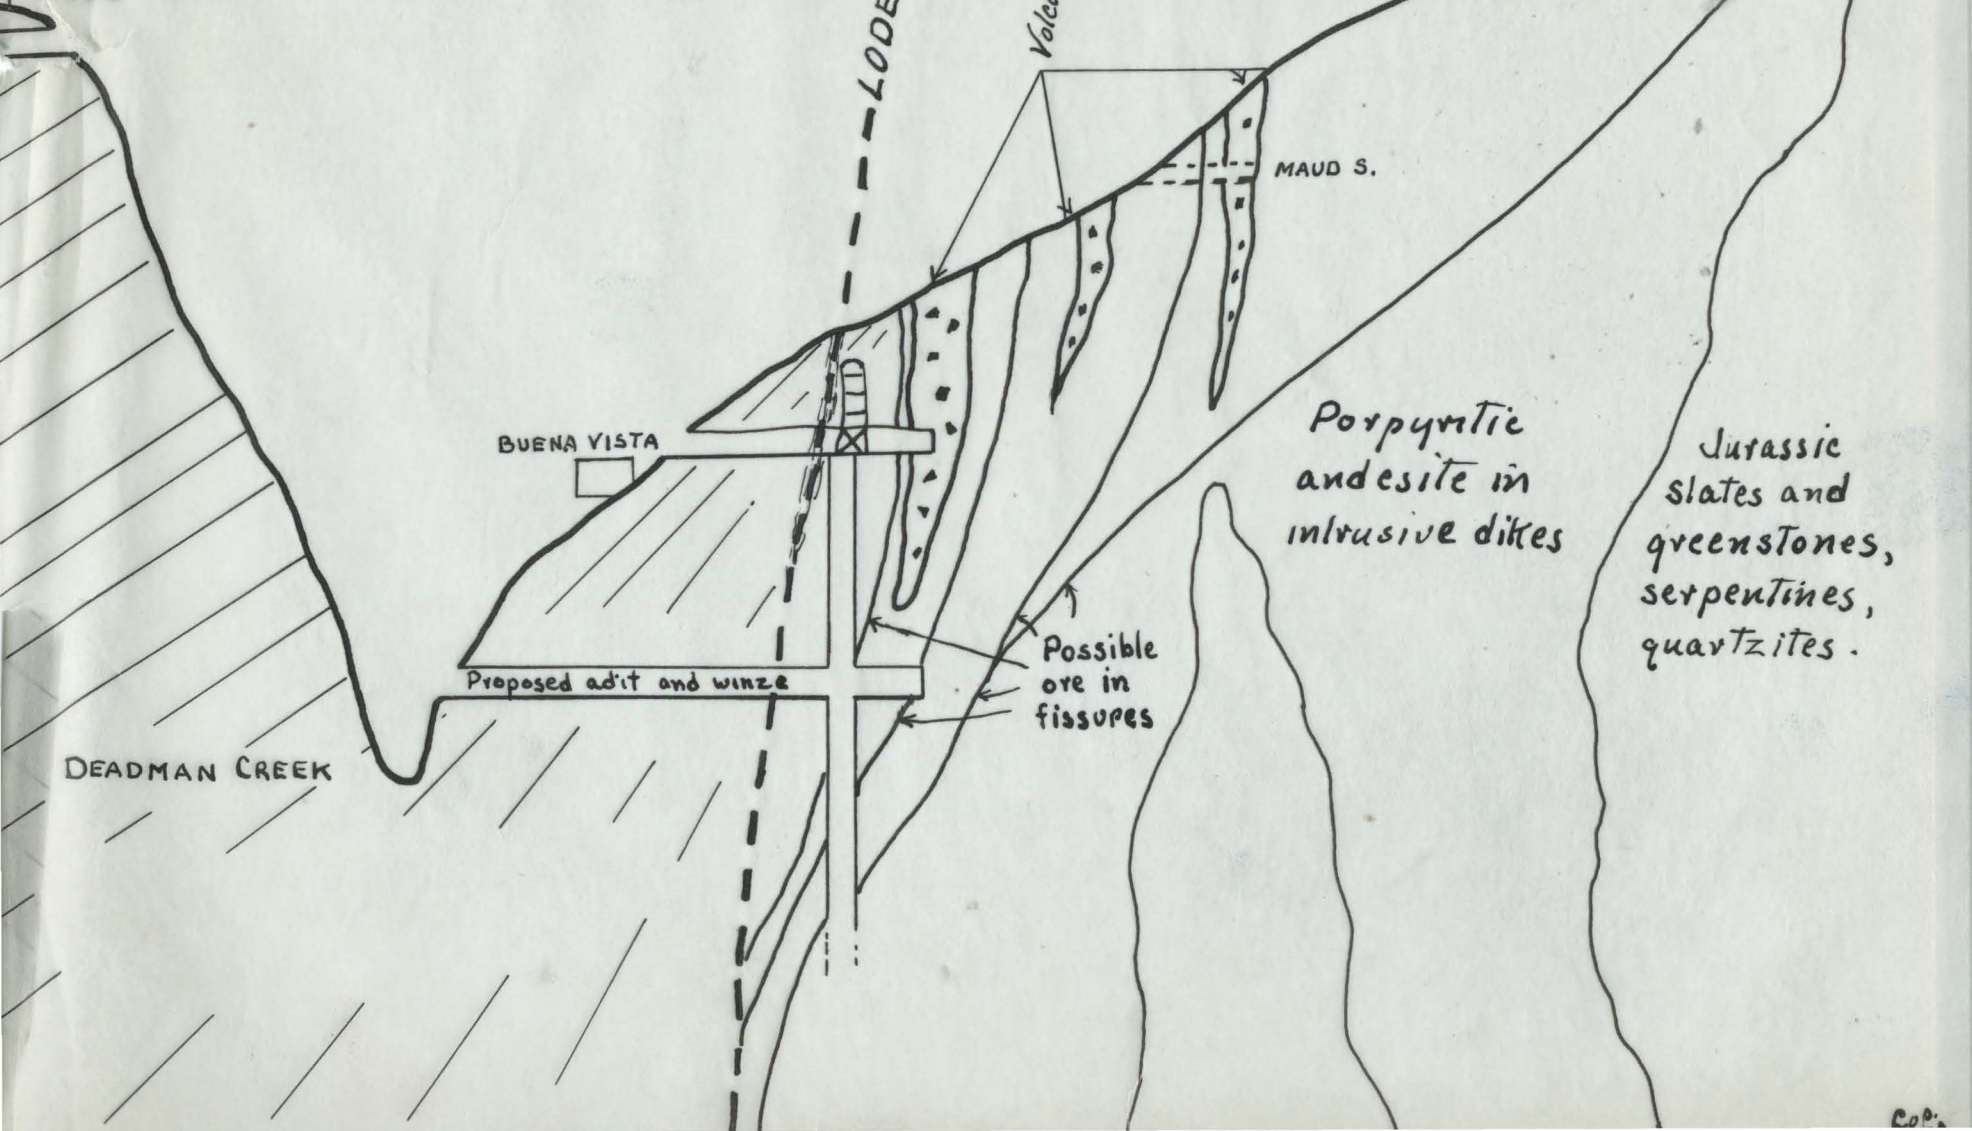 LODE
MAUD S.
BUENA VISTA
Porpyritic
andesite in
intrusive dikes
Jurassic
slates and
greenstones,
serpentines,
quartzites.
Possible
ore in
fissures
Proposed adit and winze
DEADMAN CREEK